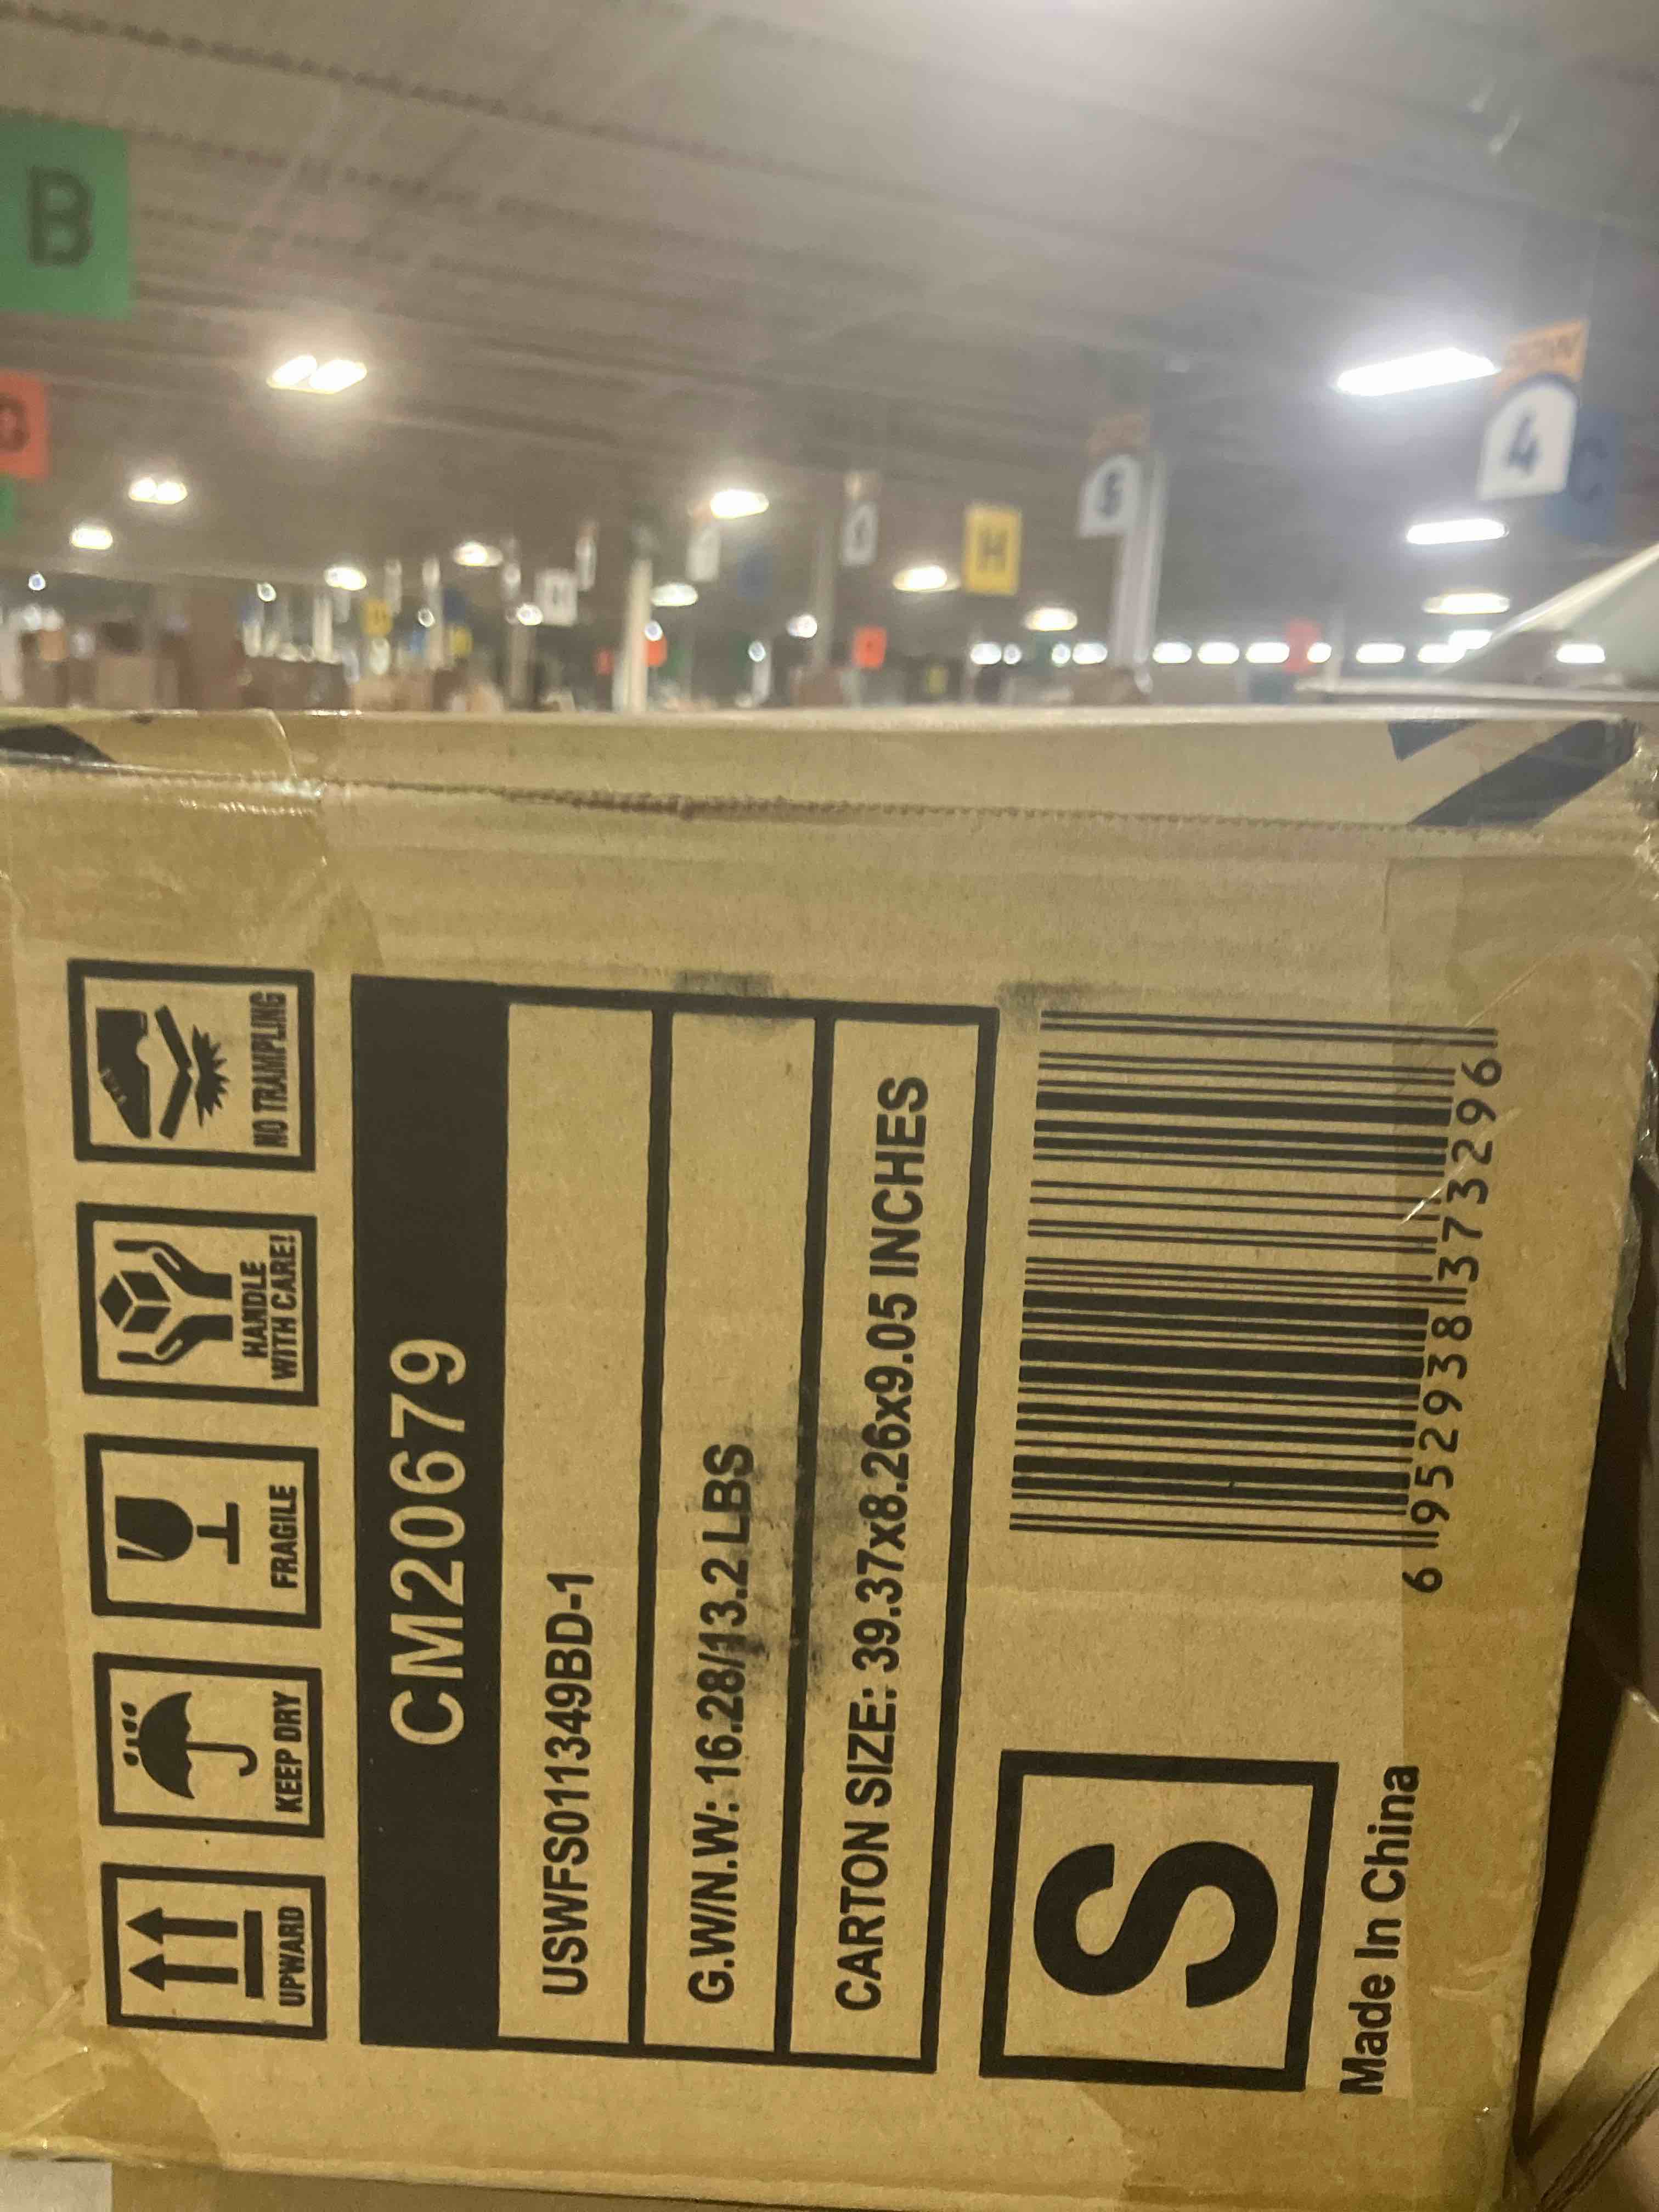 B
ROW
4
C
H
UPWARD
KEEP DRY
FRAGILE
HANDLE
WITH CARE!
NO TRAMPLING
CM20679
USWFS011349BD-1
G.W/N.W: 16.28/13.2 LBS
CARTON SIZE: 39.37x8.26x9.05 INCHES
S
6 952938 373296
Made In China